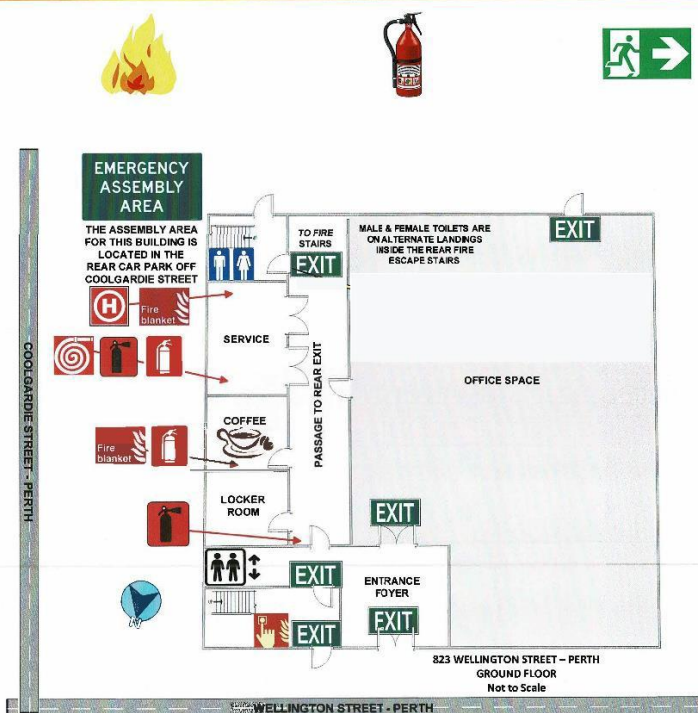 EMERGENCY
ASSEMBLY
AREA
THE ASSEMBLY AREA
FOR THIS BUILDING IS
LOCATED IN THE
REAR CAR PARK OFF
COOLGARDIE STREET
TO FIRE
STAIRS
EXIT
MALE & FEMALE TOILETS ARE
ON ALTERNATE LANDINGS
INSIDE THE REAR FIRE
ESCAPE STAIRS
EXIT
H
Fire
blanket
SERVICE
COOLGARDIE STREET - PERTH
PASSAGE TO REAR EXIT
OFFICE SPACE
COFFEE
Fire
blanket
LOCKER
ROOM
EXIT
EXIT
ENTRANCE
FOYER
EXIT
EXIT
823 WELLINGTON STREET – PERTH
GROUND FLOOR
Not to Scale
WELLINGTON STREET - PERTH